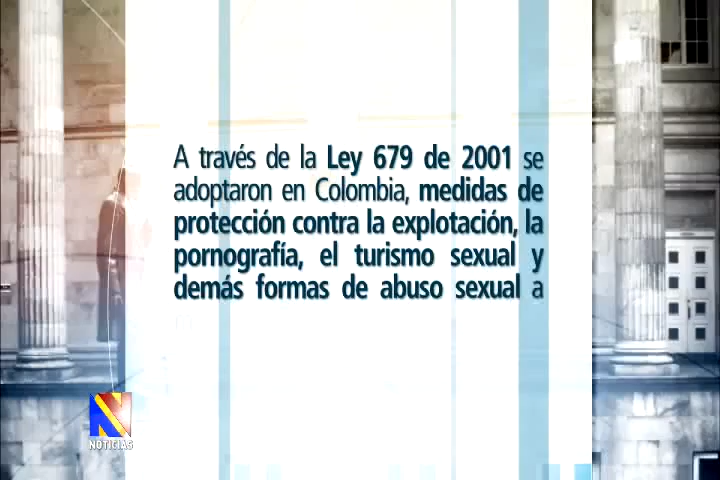 A través de la Ley 679 de 2001 se
adoptaron en Colombia, medidas de
protección contra la explotación, la
pornografía, el turismo sexual y
demás formas de abuso sexual a
N
NOTICIAS